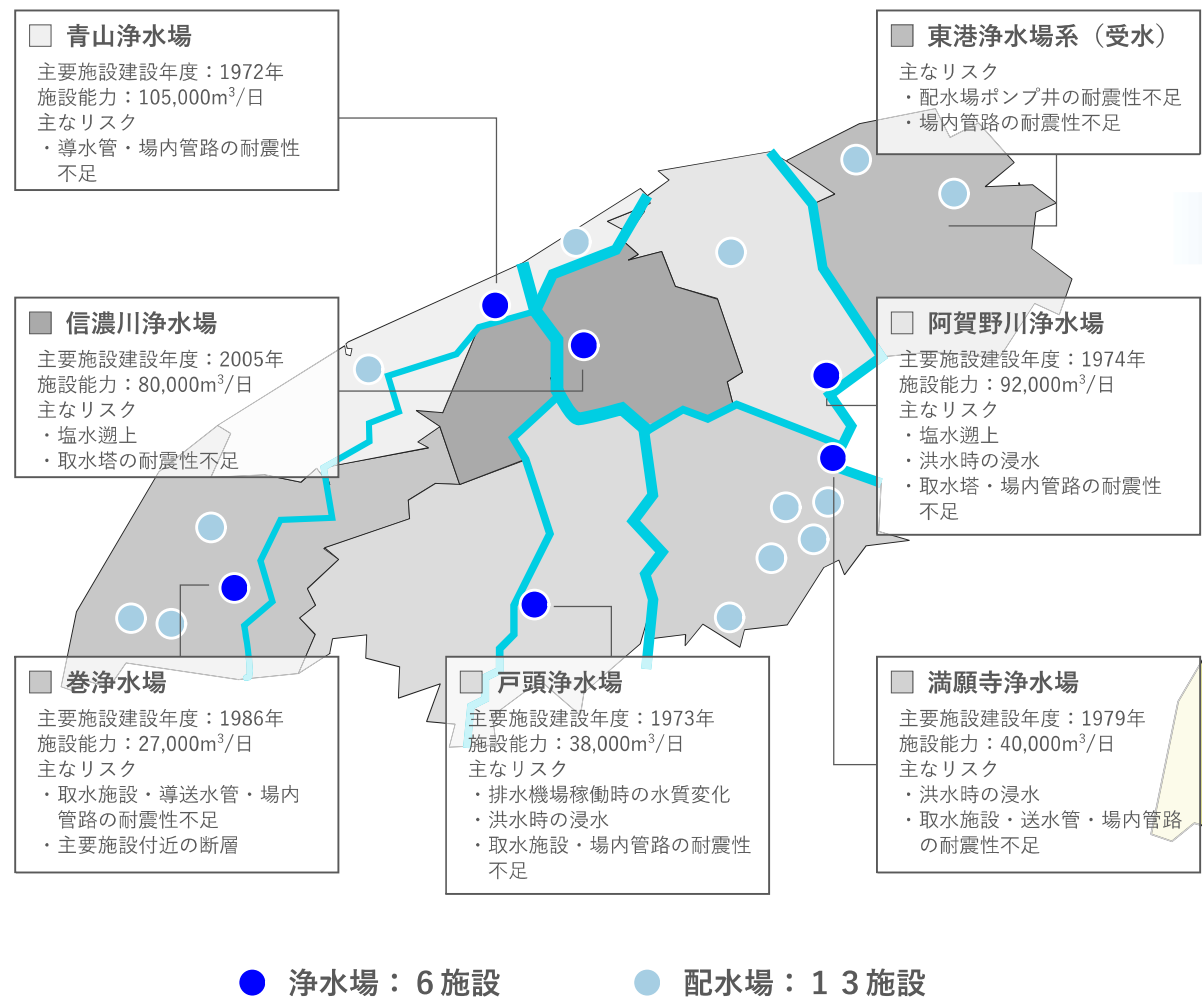 青山浄水場
主要施設建設年度：1972年
施設能力：105,000m³/日
主なリスク
・導水管・場内管路の耐震性
不足
東港浄水場系（受水）
主なリスク
・配水場ポンプ井の耐震性不足
・場内管路の耐震性不足
信濃川浄水場
主要施設建設年度：2005年
施設能力：80,000m³/日
主なリスク
・塩水遡上
・取水塔の耐震性不足
阿賀野川浄水場
主要施設建設年度：1974年
施設能力：92,000m³/日
主なリスク
・塩水遡上
・洪水時の浸水
・取水塔・場内管路の耐震性
不足
巻浄水場
主要施設建設年度：1986年
施設能力：27,000m³/日
主なリスク
・取水施設・導送水管・場内
管路の耐震性不足
・主要施設付近の断層
戸頭浄水場
主要施設建設年度：1973年
施設能力：38,000m³/日
主なリスク
・排水機場稼働時の水質変化
・洪水時の浸水
・取水施設・場内管路の耐震性
不足
満願寺浄水場
主要施設建設年度：1979年
施設能力：40,000m³/日
主なリスク
・洪水時の浸水
・取水施設・送水管・場内管路
の耐震性不足
浄水場：６施設
配水場：１３施設